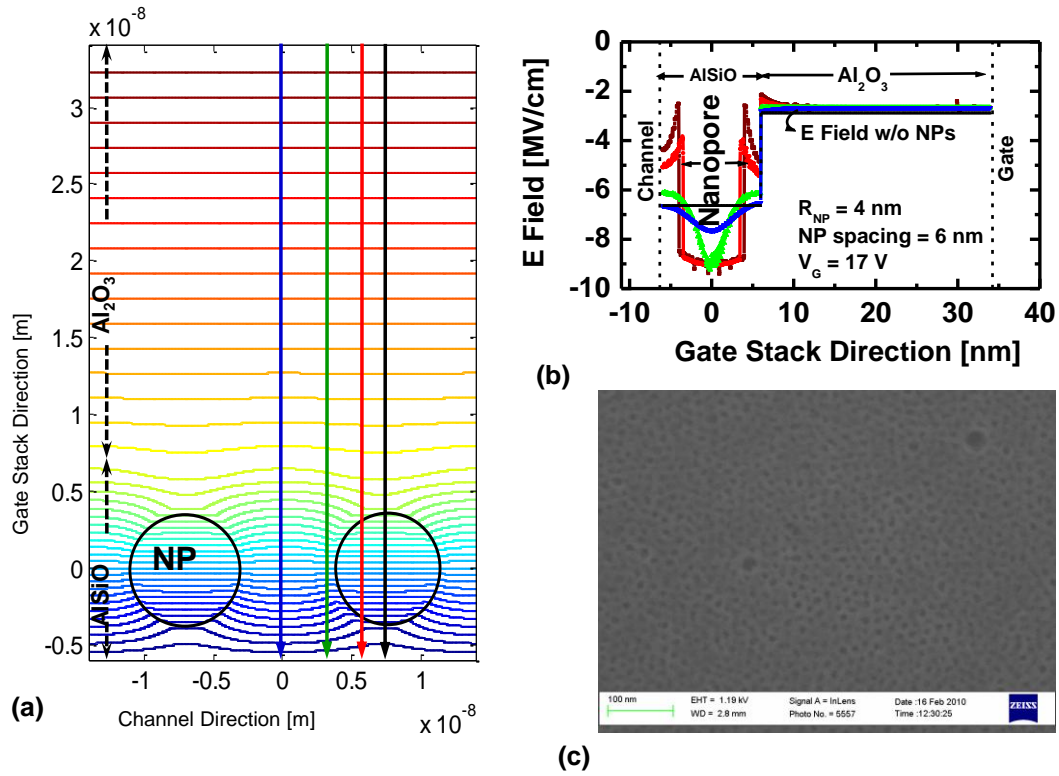 x 10⁻⁸
3
2.5
2
1.5
1
0.5
0
-0.5
Gate Stack Direction [m]
Al₂O₃
AlSiO
NP
-1
-0.5
0
0.5
1
x 10⁻⁸
Channel Direction [m]
(a)
0
-2
-4
-6
-8
-10
E Field [MV/cm]
AlSiO
Al₂O₃
Channel
Nanopore
Gate
E Field w/o NPs
R_NP = 4 nm
NP spacing = 6 nm
V_G = 17 V
-10
0
10
20
30
40
Gate Stack Direction [nm]
(b)
100 nm
EHT = 1.19 kV
Signal A = InLens
Date :16 Feb 2010
WD = 2.8 mm
Photo No. = 5557
Time :12:30:25
ZEISS
(c)